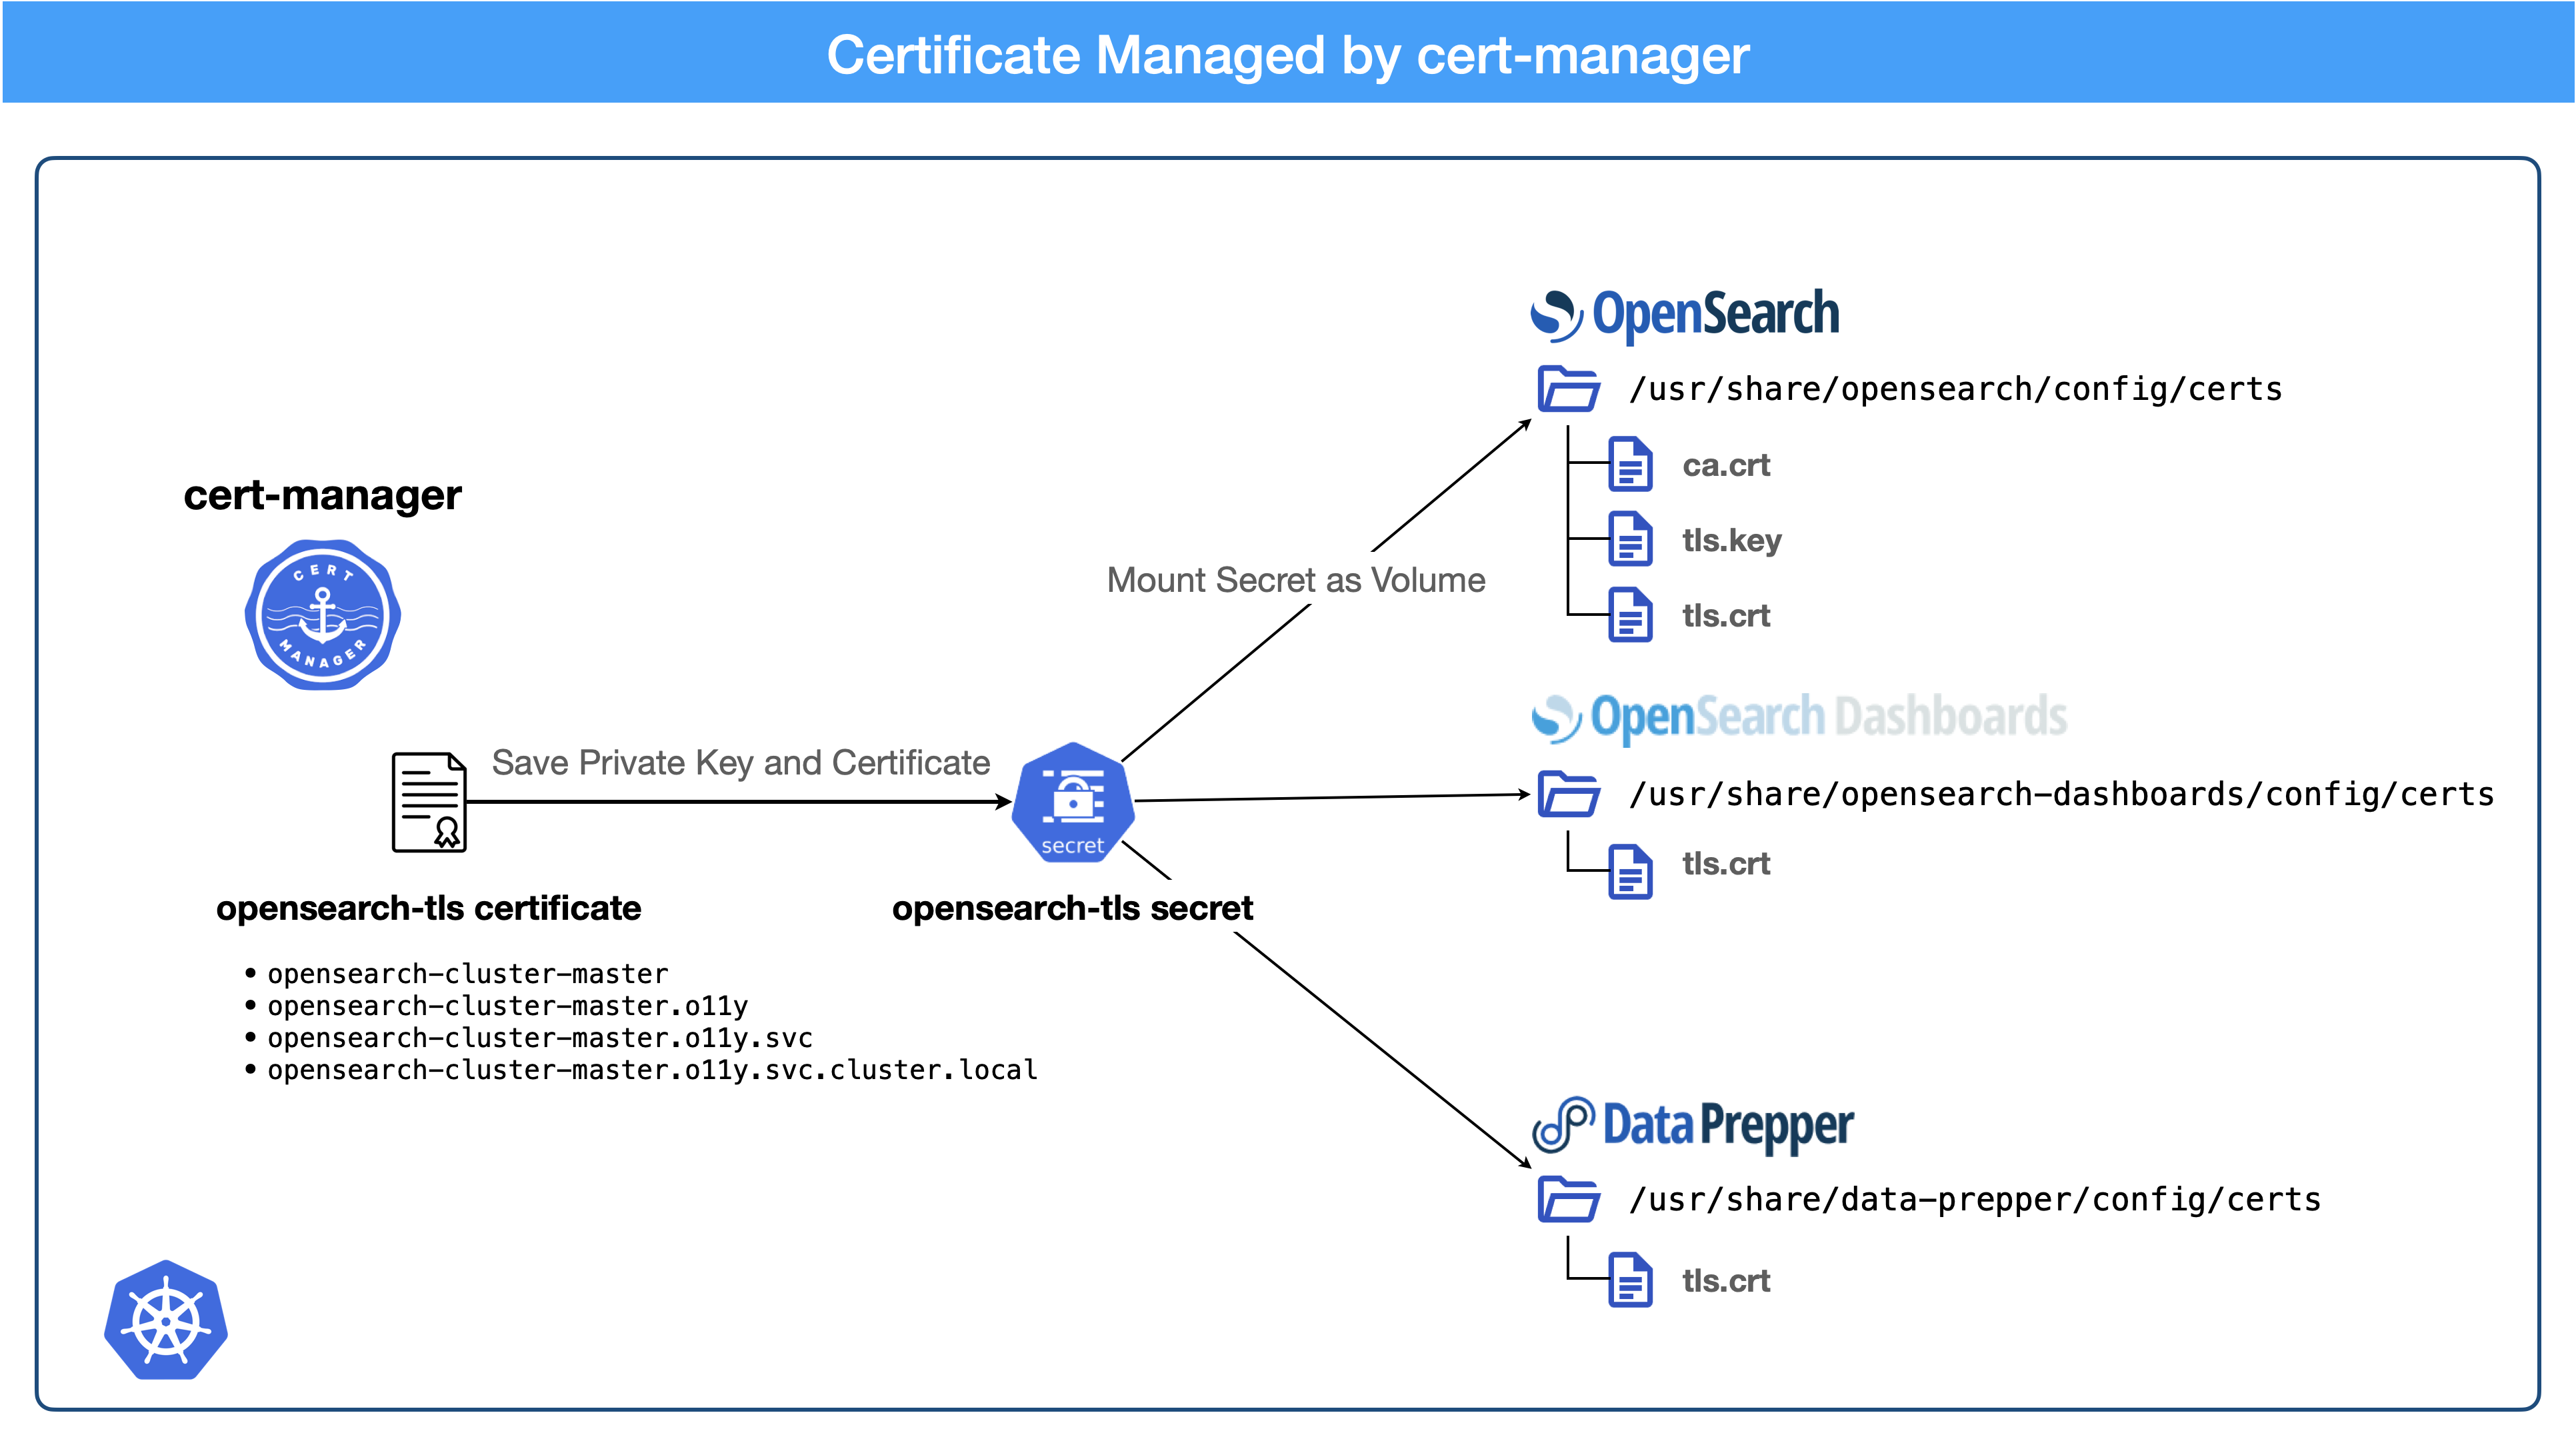 Certificate Managed by cert-manager
cert-manager
CERT
MANAGER
Save Private Key and Certificate
opensearch-tls certificate
• opensearch-cluster-master
• opensearch-cluster-master.o11y
• opensearch-cluster-master.o11y.svc
• opensearch-cluster-master.o11y.svc.cluster.local
secret
opensearch-tls secret
Mount Secret as Volume
OpenSearch
/usr/share/opensearch/config/certs
ca.crt
tls.key
tls.crt
OpenSearch Dashboards
/usr/share/opensearch-dashboards/config/certs
tls.crt
Data Prepper
/usr/share/data-prepper/config/certs
tls.crt